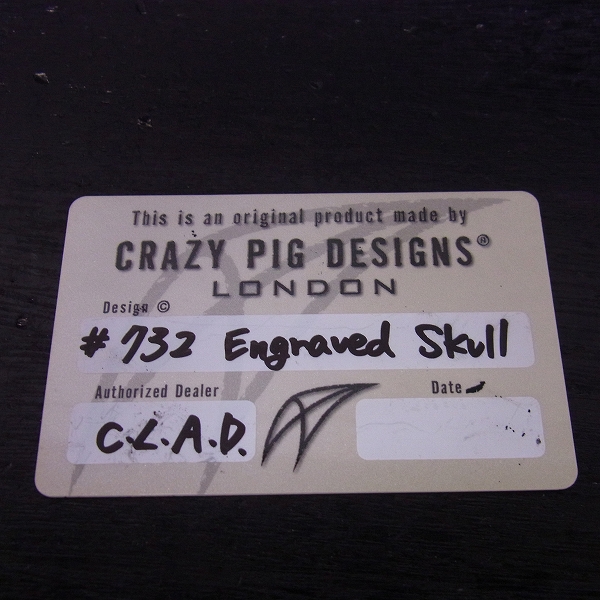 This is an original product made by
CRAZY PIG DESIGNS®
LONDON
Design ©
#732 Engraved Skull
Authorized Dealer
Date
C.L.A.D.